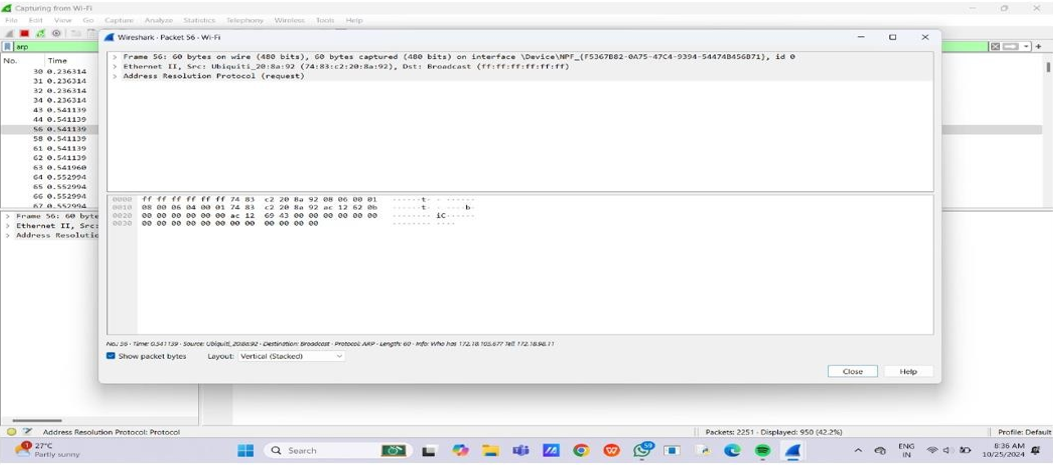 Capturing from Wi-Fi
File Edit View Go Capture Analyze Statistics Telephony Wireless Tools Help
arp
No. Time
30 0.236314
31 0.236314
32 0.236314
34 0.236314
43 0.541139
44 0.541139
56 0.541139
58 0.541139
61 0.541139
62 0.541139
63 0.541960
64 0.552994
65 0.552994
66 0.552994
67 0.552994
> Frame 56: 60 byte
> Ethernet II, Src:
> Address Resolutio
Wireshark · Packet 56 · Wi-Fi
> Frame 56: 60 bytes on wire (480 bits), 60 bytes captured (480 bits) on interface \Device\NPF_{F5367B82-0A75-47C4-9394-54474B456B71}, id 0
> Ethernet II, Src: Ubiquiti_20:8a:92 (74:83:c2:20:8a:92), Dst: Broadcast (ff:ff:ff:ff:ff:ff)
> Address Resolution Protocol (request)
0000 ff ff ff ff ff ff 74 83 c2 20 8a 92 08 06 00 01 ······t· · ······
0010 08 00 06 04 00 01 74 83 c2 20 8a 92 ac 12 62 0b ······t· · ····b·
0020 00 00 00 00 00 00 ac 12 69 43 00 00 00 00 00 00 ········ iC······
0030 00 00 00 00 00 00 00 00 00 00 00 00 ········ ····
No.: 56 · Time: 0.541139 · Source: Ubiquiti_20:8a:92 · Destination: Broadcast · Protocol: ARP · Length: 60 · Info: Who has 172.18.105.67? Tell 172.18.98.11
Show packet bytes Layout: Vertical (Stacked)
Close Help
Address Resolution Protocol: Protocol Packets: 2251 · Displayed: 950 (42.2%) Profile: Default
1 27°C
Partly sunny
Search
59
ENG
IN
8:36 AM
10/25/2024